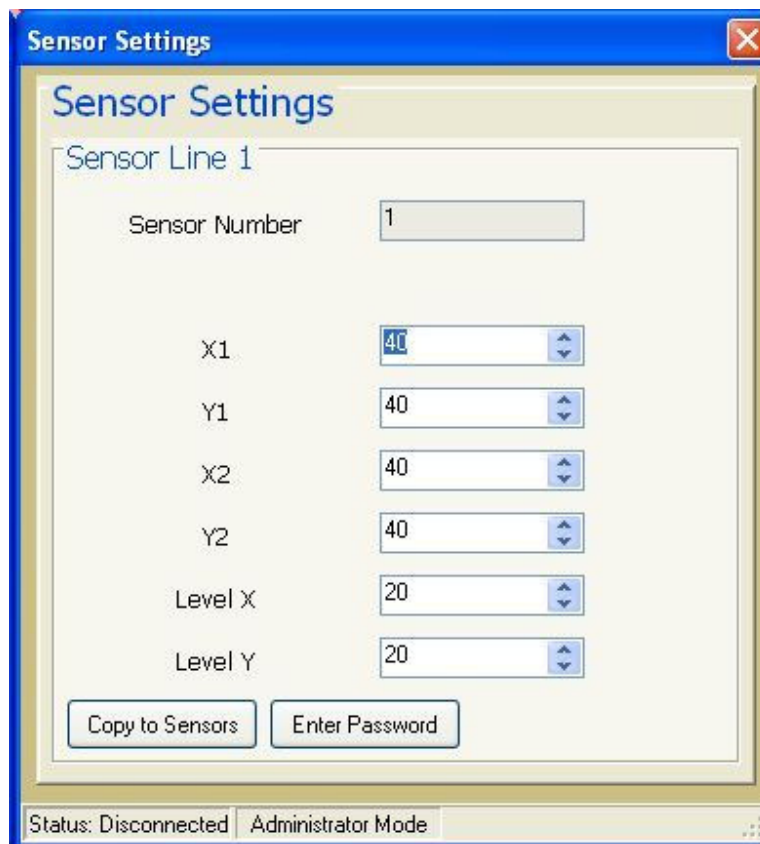 Sensor Settings
Sensor Settings
Sensor Line 1
Sensor Number 1
X1 40
Y1 40
X2 40
Y2 40
Level X 20
Level Y 20
Copy to Sensors Enter Password
Status: Disconnected Administrator Mode